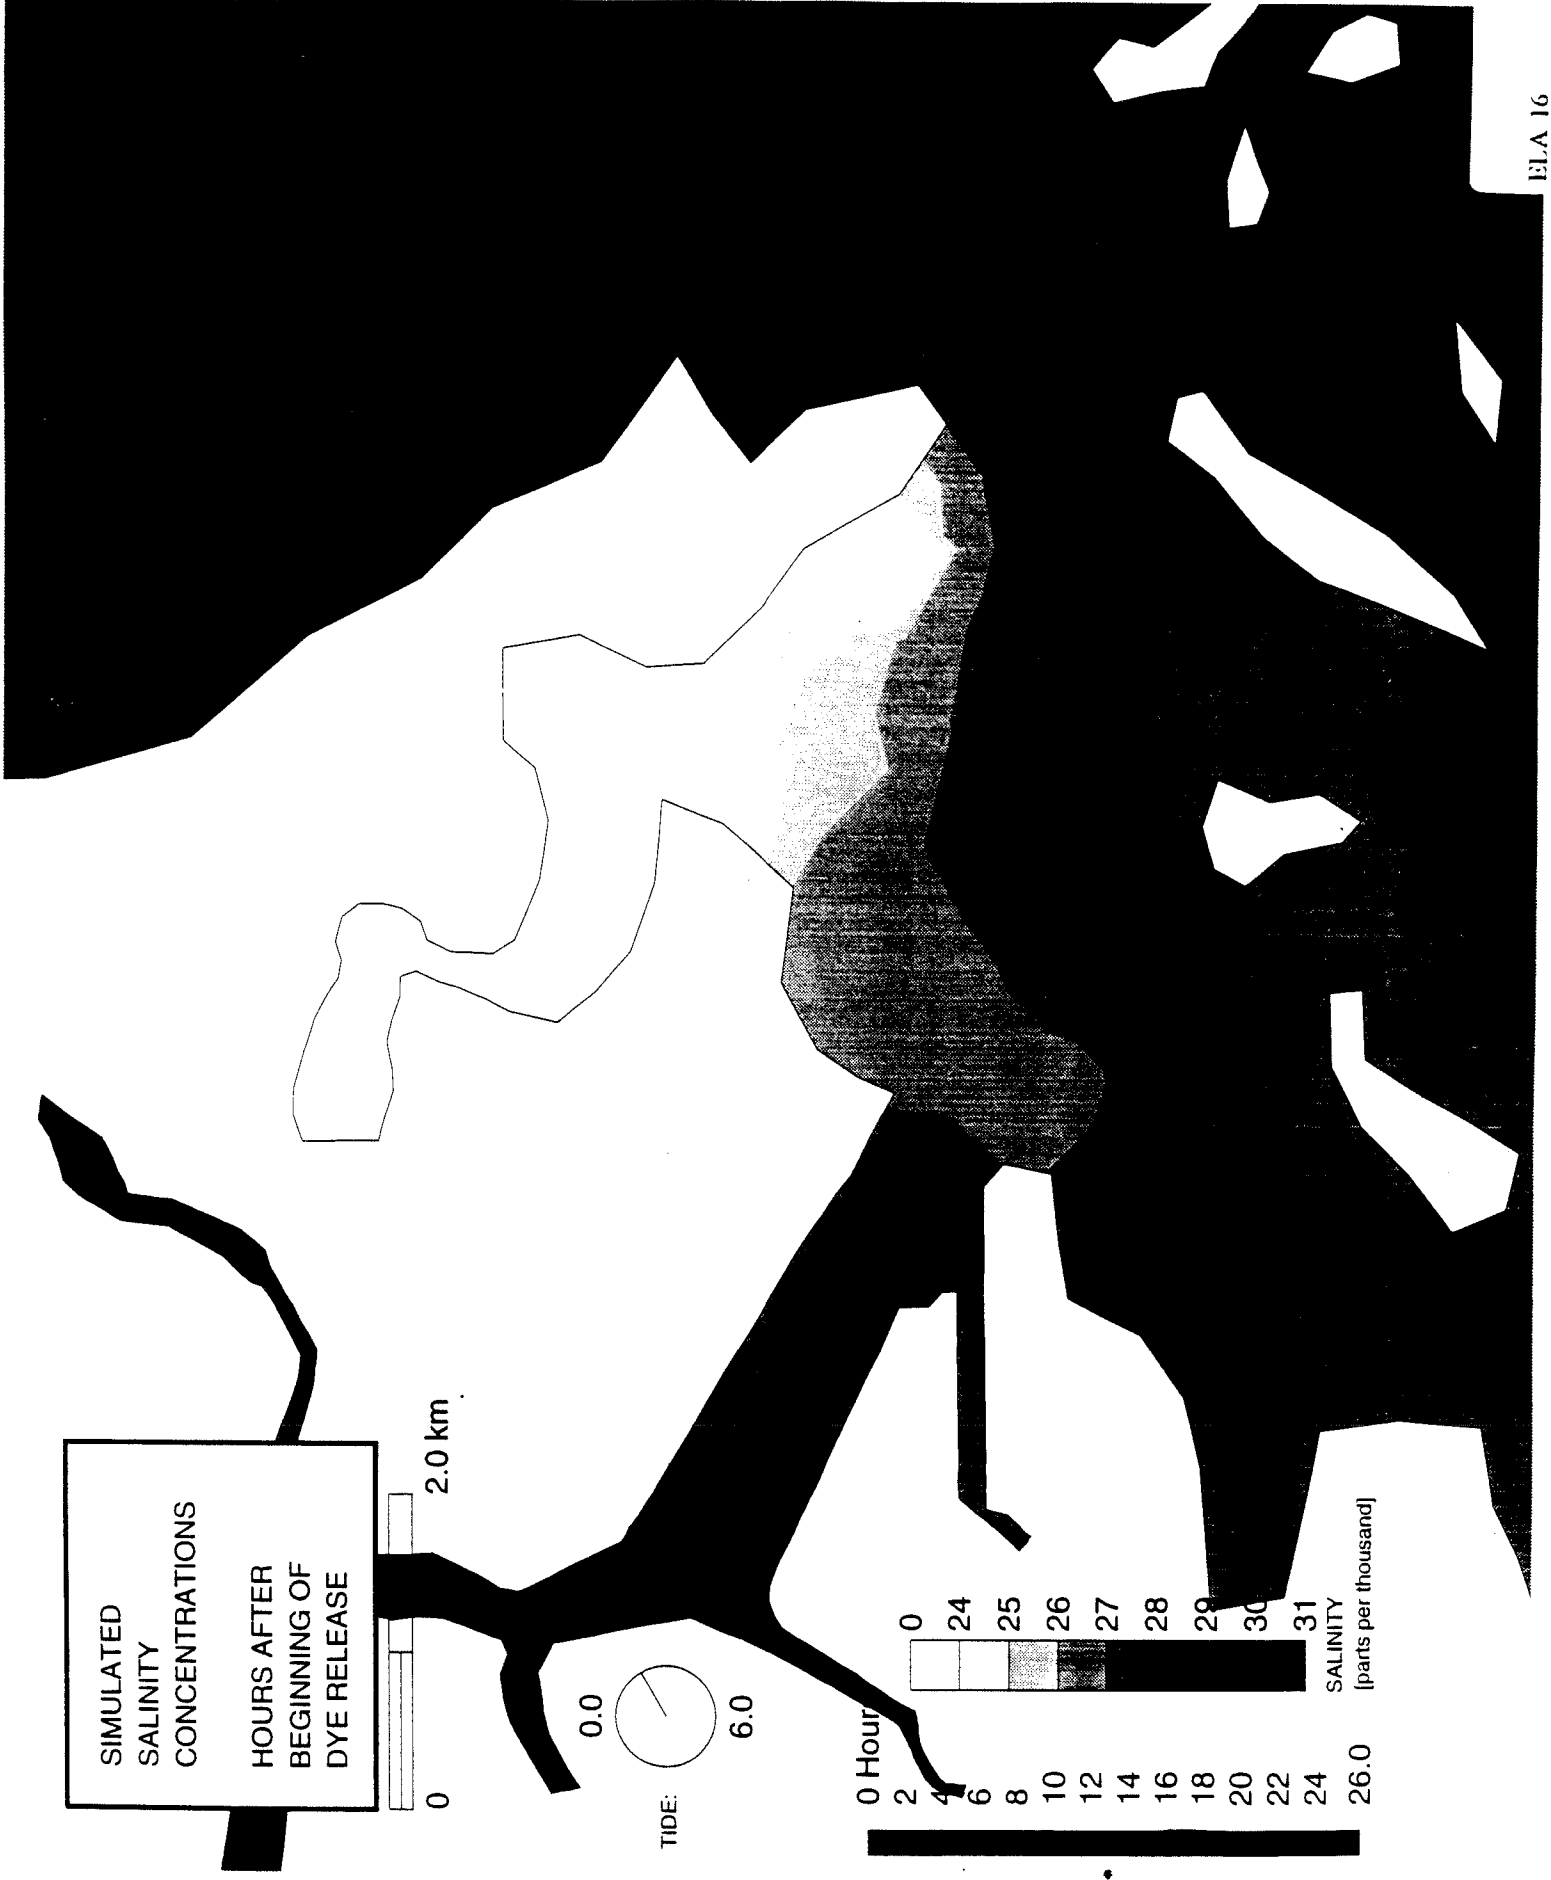 SIMULATED
SALINITY
CONCENTRATIONS
HOURS AFTER
BEGINNING OF
DYE RELEASE
0
2.0 km
TIDE:
0.0
6.0
0 Hour
2
4
6
8
10
12
14
16
18
20
22
24
26.0
0
24
25
26
27
28
29
30
31
SALINITY
[parts per thousand]
ELA 16